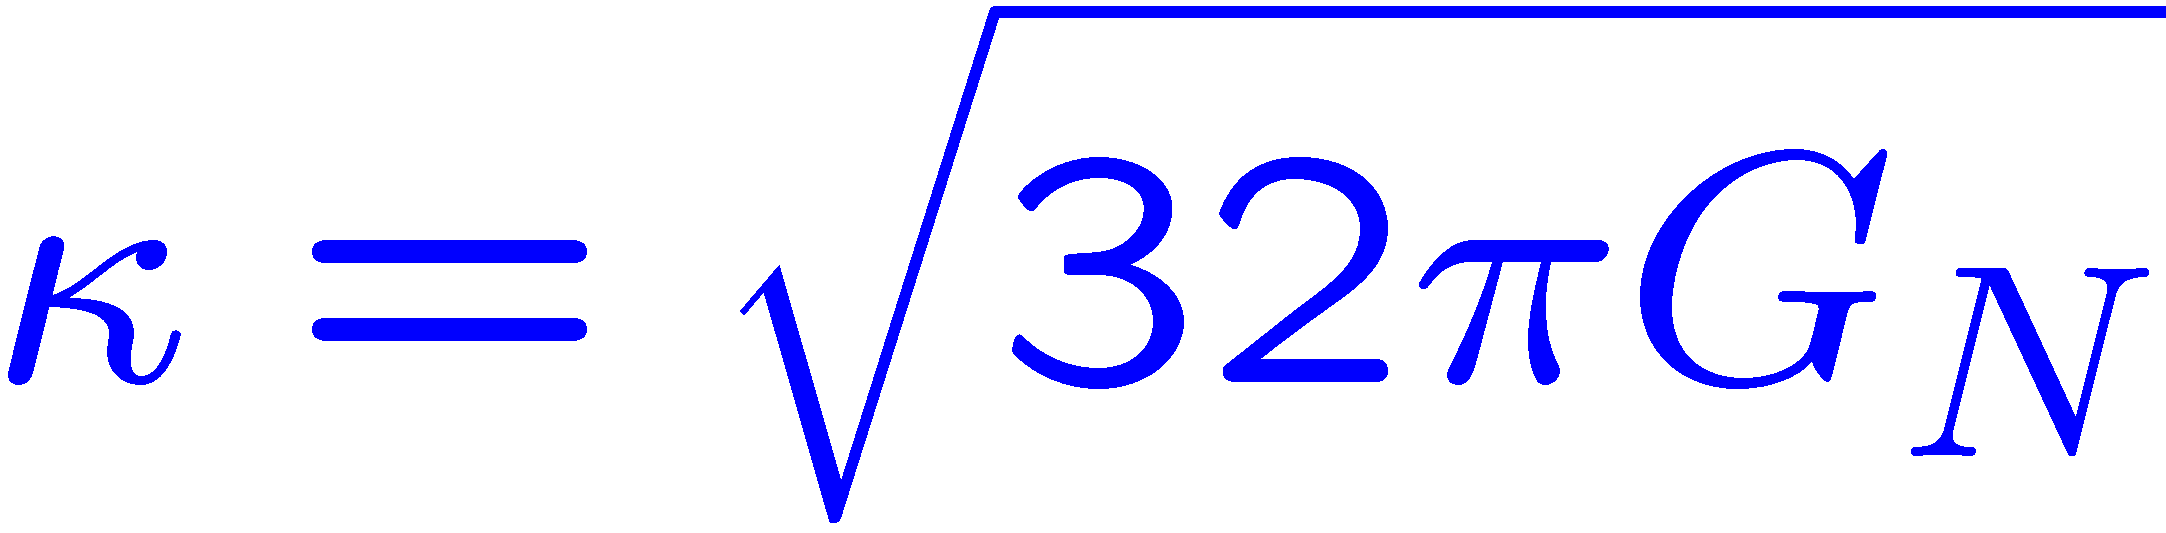 κ = √32πG_N